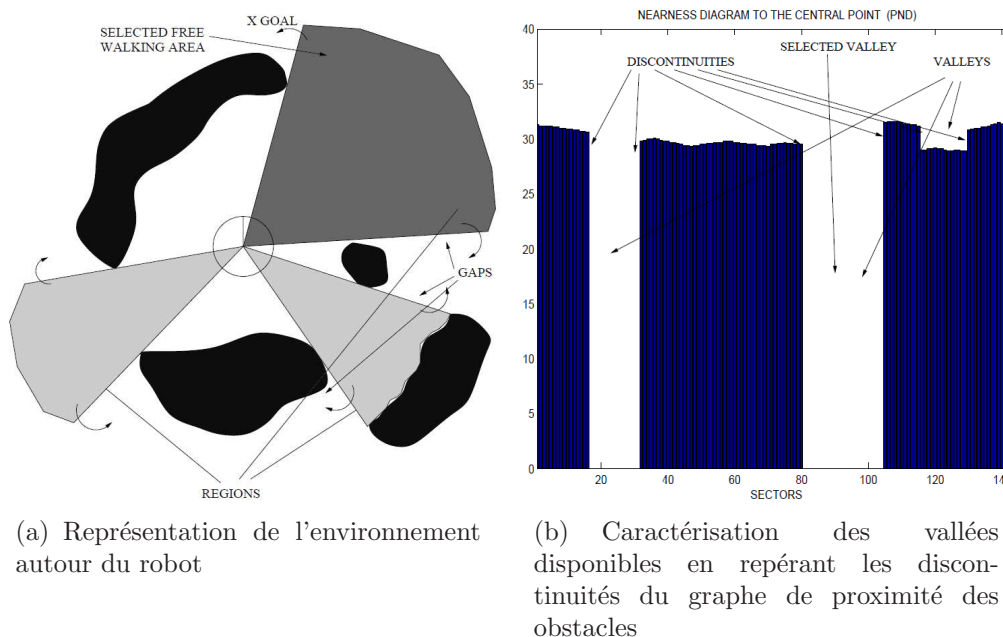 X GOAL
SELECTED FREE
WALKING AREA
GAPS
REGIONS
(a) Représentation de l'environnement
autour du robot
NEARNESS DIAGRAM TO THE CENTRAL POINT (PND)
SELECTED VALLEY
DISCONTINUITIES
VALLEYS
40
35
30
25
20
15
10
5
0
20
40
60
80
100
120
14
SECTORS
(b) Caractérisation des vallées
disponibles en repérant les discon-
tinuités du graphe de proximité des
obstacles